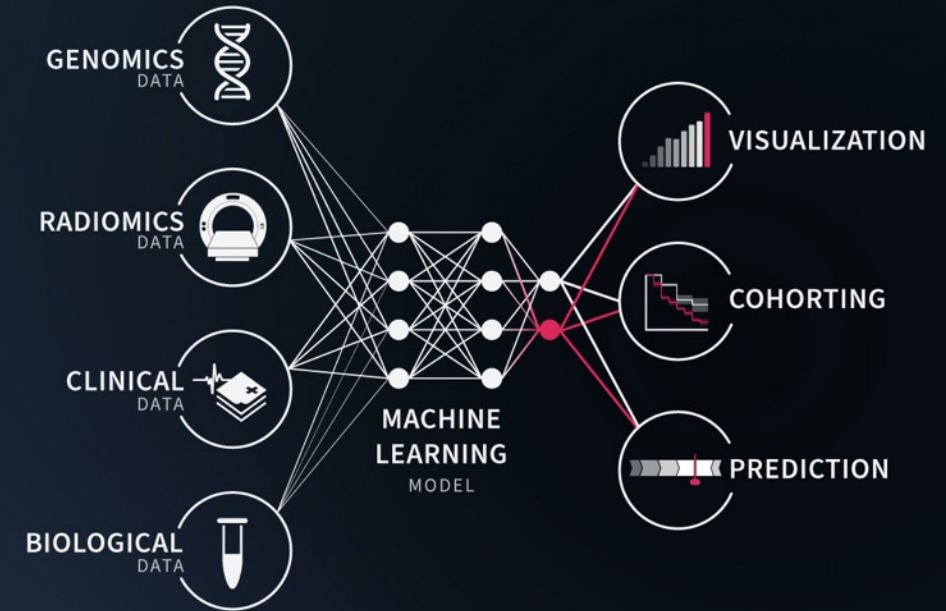 GENOMICS
DATA
RADIOMICS
DATA
CLINICAL
DATA
BIOLOGICAL
DATA
MACHINE
LEARNING
MODEL
VISUALIZATION
COHORTING
PREDICTION